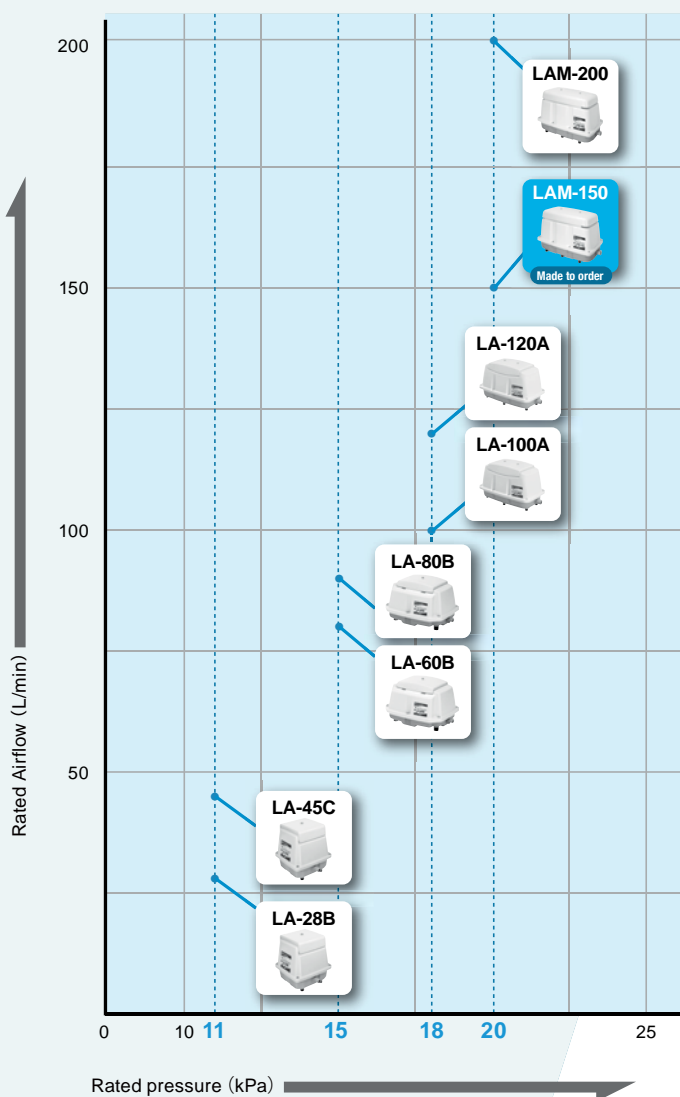 200
LAM-200
LAM-150
Made to order
150
LA-120A
LA-100A
100
LA-80B
LA-60B
50
LA-45C
LA-28B
Rated Airflow (L/min)
0 10 11 15 18 20 25
Rated pressure (kPa)